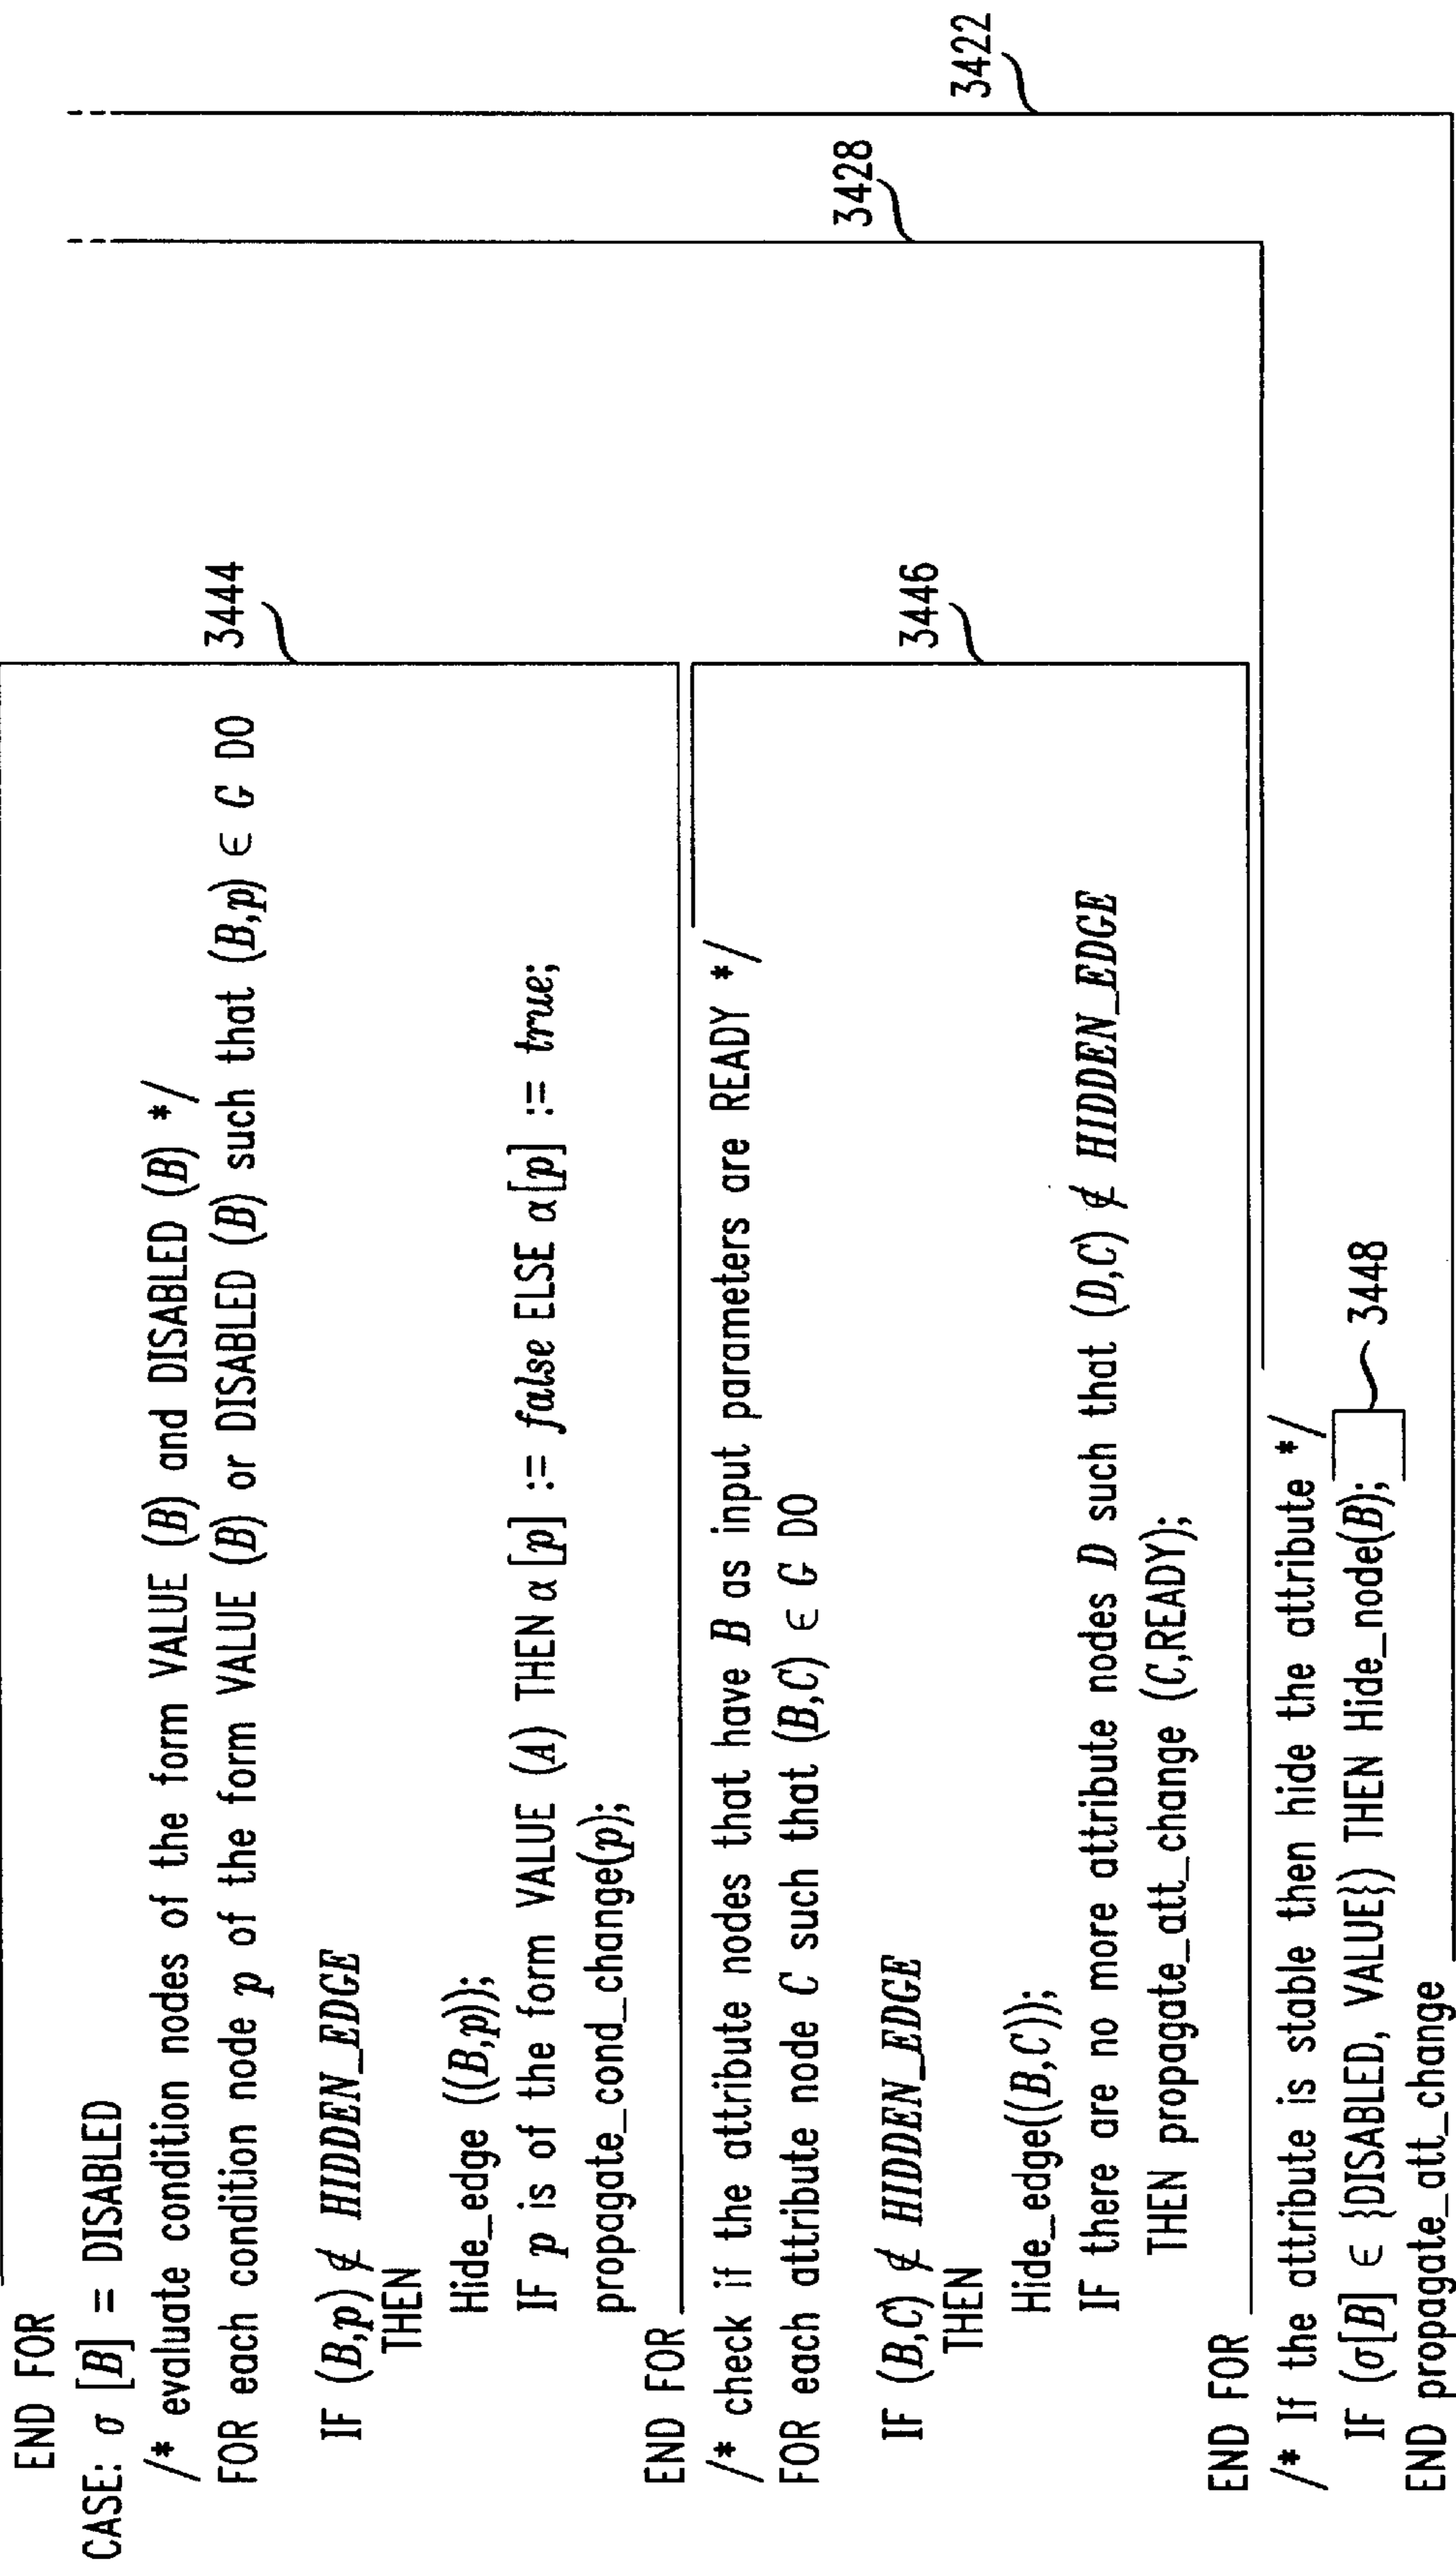 END FOR
CASE: σ [B] = DISABLED
/* evaluate condition nodes of the form VALUE (B) and DISABLED (B) */
FOR each condition node p of the form VALUE (B) or DISABLED (B) such that (B,p) ∈ G DO
3444
IF (B,p) ∉ HIDDEN_EDGE
THEN
Hide_edge ((B,p));
IF p is of the form VALUE (A) THEN α[p] := false ELSE α[p] := true;
propagate_cond_change(p);
END FOR
/* check if the attribute nodes that have B as input parameters are READY */
FOR each attribute node C such that (B,C) ∈ G DO
3428
IF (B,C) ∉ HIDDEN_EDGE
3446
THEN
3422
Hide_edge((B,C));
IF there are no more attribute nodes D such that (D,C) ∉ HIDDEN_EDGE
THEN propagate_att_change (C,READY);
END FOR
/* If the attribute is stable then hide the attribute */
IF (σ[B] ∈ {DISABLED, VALUE}) THEN Hide_node(B);
3448
END propagate_att_change